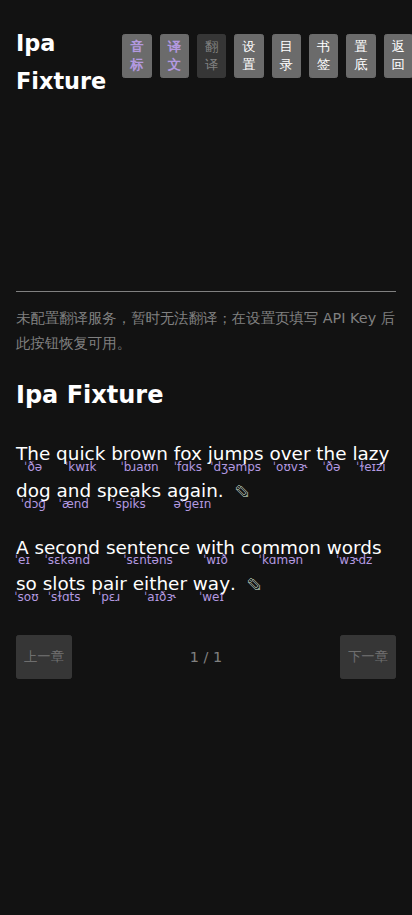 Ipa Fixture
音标 译文 翻译 设置 目录 书签 置底 返回
未配置翻译服务，暂时无法翻译；在设置页填写 API Key 后
此按钮恢复可用。
Ipa Fixture
The quick brown fox jumps over the lazy
ˈðə ˈkwɪk ˈbɹaʊn ˈfɑks ˈdʒəmps ˈoʊvɝ ˈðə ˈɫeɪzi
dog and speaks again.
ˈdɔɡ ˈænd ˈspiks əˈɡeɪn
A second sentence with common words
ˈeɪ ˈsɛkənd ˈsɛntəns ˈwɪð ˈkɑmən ˈwɝdz
so slots pair either way.
ˈsoʊ ˈsɫɑts ˈpɛɹ ˈaɪðɝ ˈweɪ
上一章 1 / 1 下一章